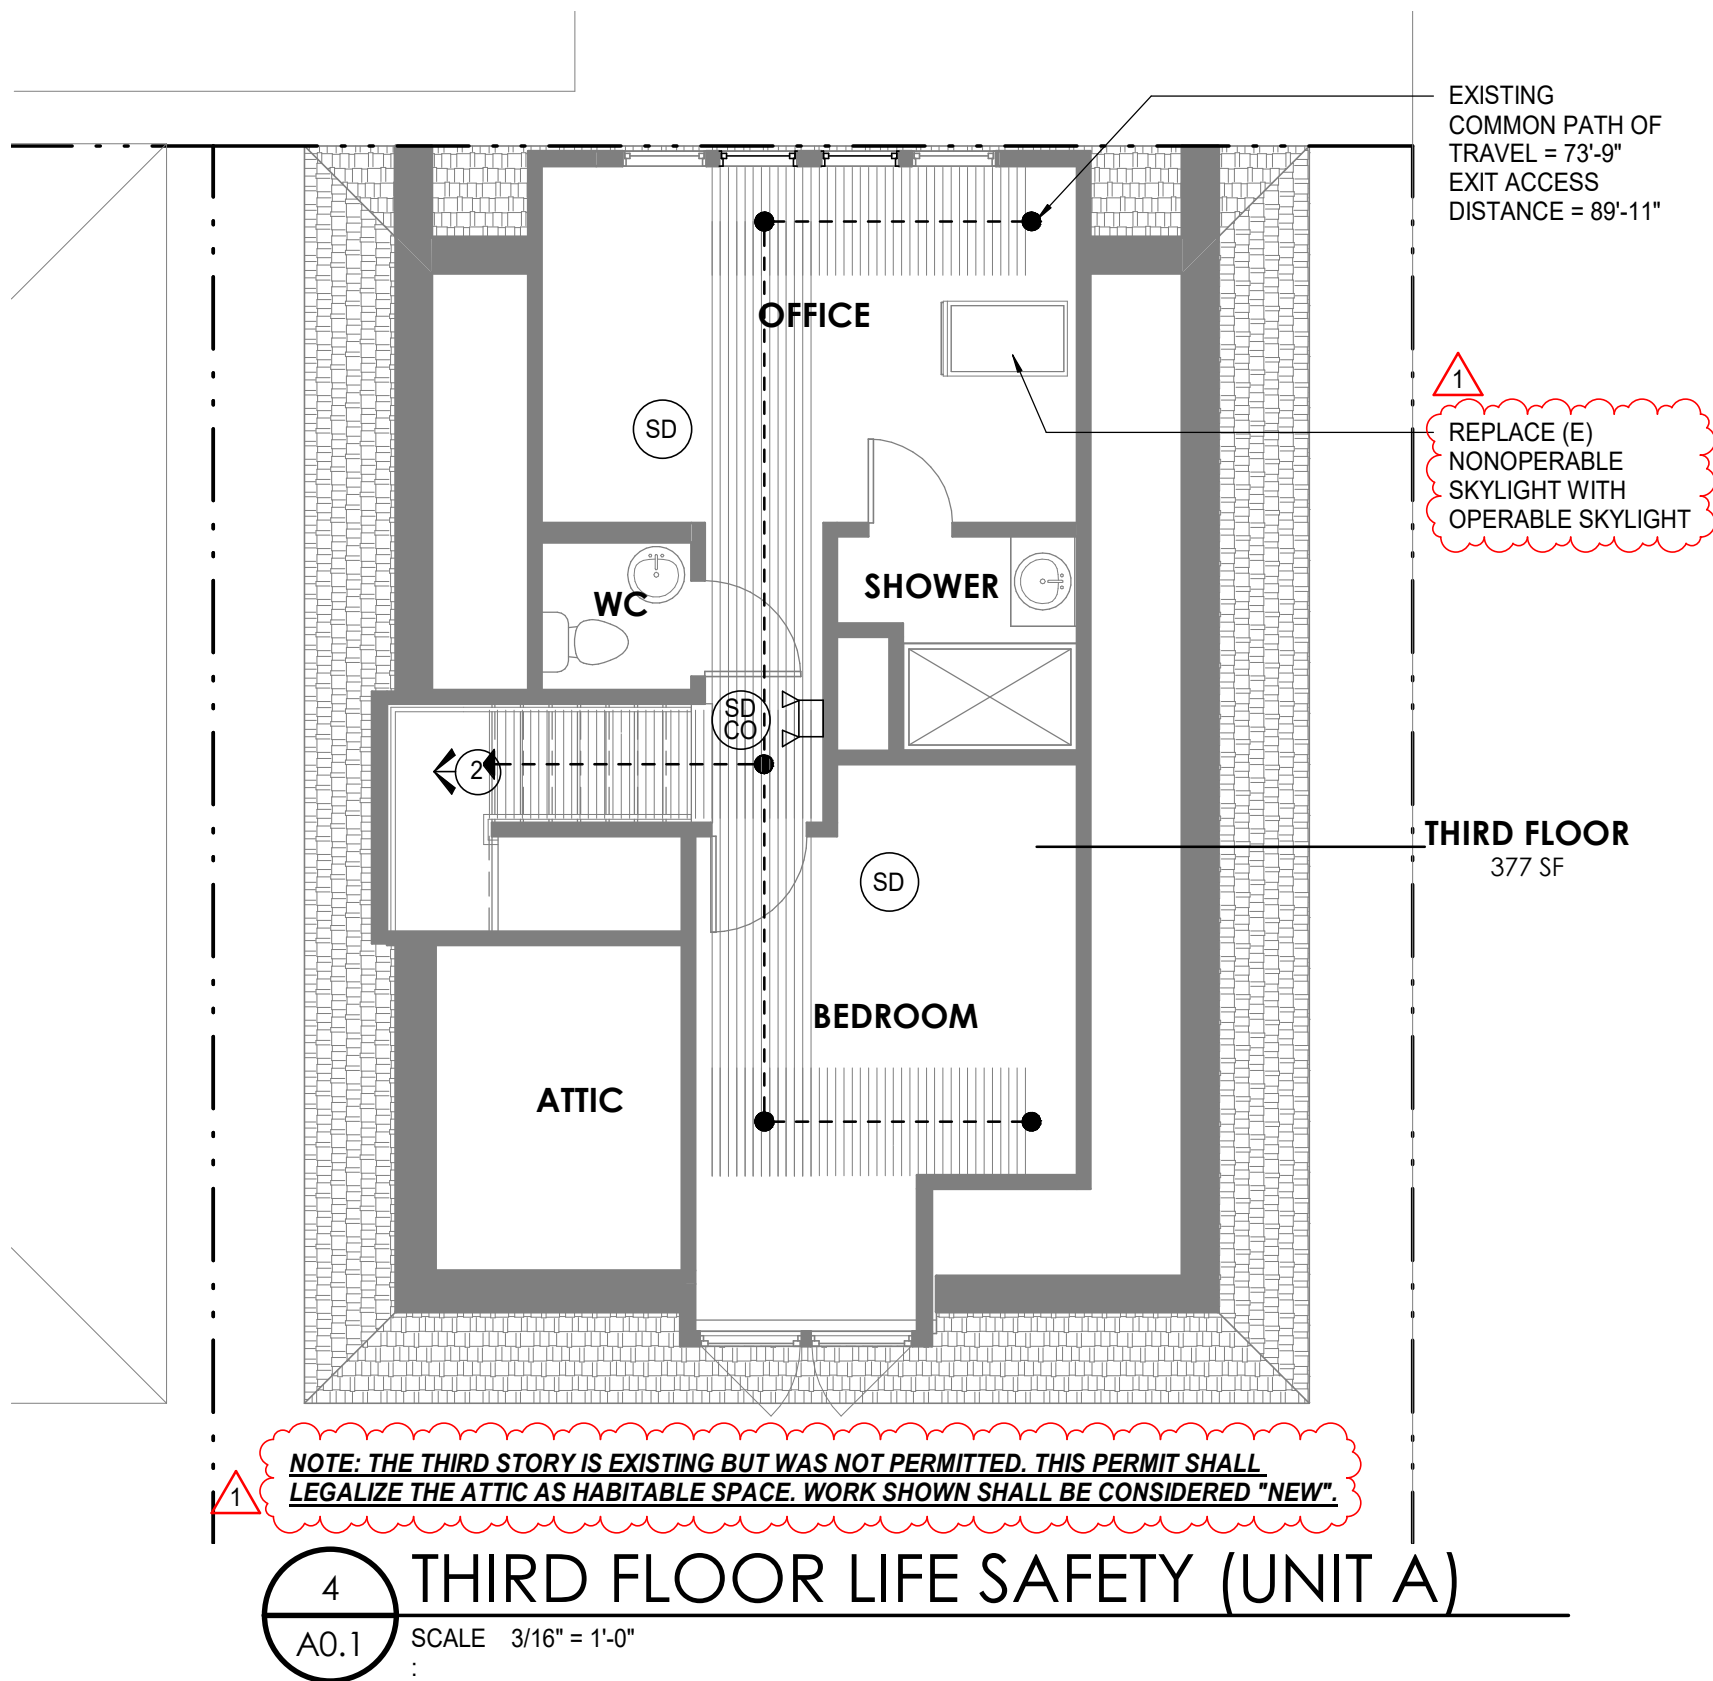 EXISTING
COMMON PATH OF
TRAVEL = 73'-9"
EXIT ACCESS
DISTANCE = 89'-11"
OFFICE
1
REPLACE (E)
NONOPERABLE
SKYLIGHT WITH
OPERABLE SKYLIGHT
SD
WC
SHOWER
SD
CO
2
THIRD FLOOR
377 SF
SD
BEDROOM
ATTIC
NOTE: THE THIRD STORY IS EXISTING BUT WAS NOT PERMITTED. THIS PERMIT SHALL
LEGALIZE THE ATTIC AS HABITABLE SPACE. WORK SHOWN SHALL BE CONSIDERED "NEW".
1
4
THIRD FLOOR LIFE SAFETY (UNIT A)
A0.1
SCALE 3/16" = 1'-0"
: